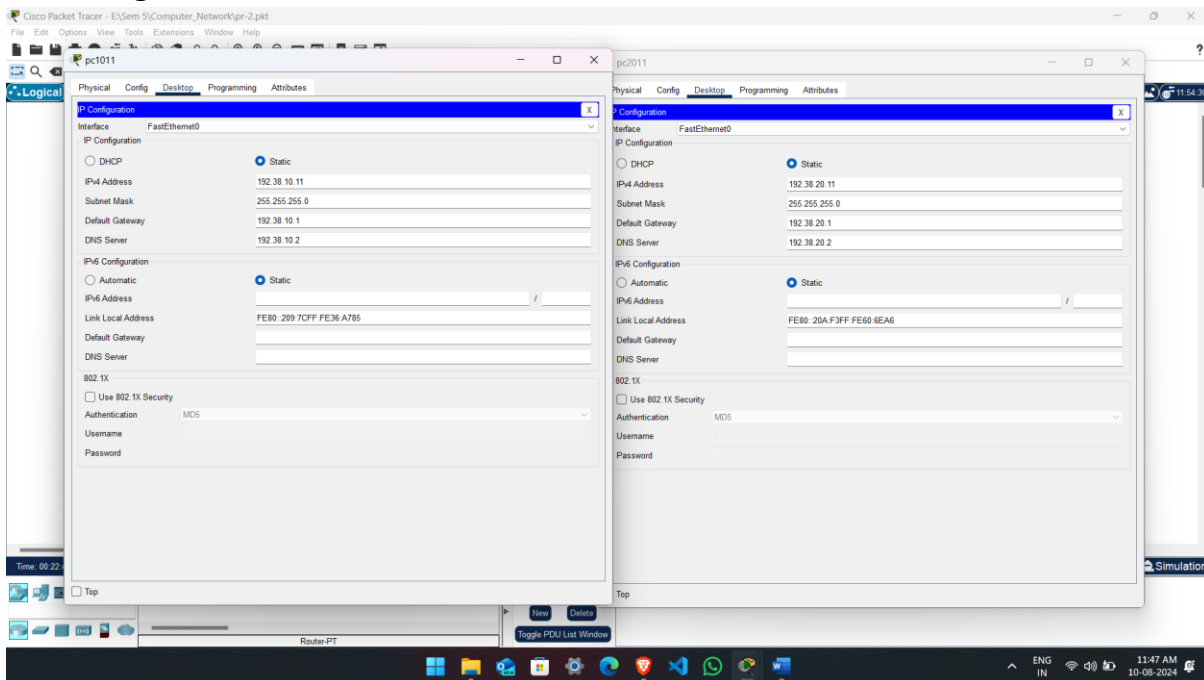 Cisco Packet Tracer - E:\Sem 5\Computer_Network\pr-2.pkt
File Edit Options View Tools Extensions Window Help
?
Logical
11:54:30
pc1011
Physical Config Desktop Programming Attributes
IP Configuration X
Interface FastEthernet0
IP Configuration
DHCP Static
IPv4 Address 192.38.10.11
Subnet Mask 255.255.255.0
Default Gateway 192.38.10.1
DNS Server 192.38.10.2
IPv6 Configuration
Automatic Static
IPv6 Address /
Link Local Address FE80::209:7CFF:FE36:A785
Default Gateway
DNS Server
802.1X
Use 802.1X Security
Authentication MD5
Username
Password
Top
pc2011
Physical Config Desktop Programming Attributes
P Configuration X
nterface FastEthernet0
IP Configuration
DHCP Static
IPv4 Address 192.38.20.11
Subnet Mask 255.255.255.0
Default Gateway 192.38.20.1
DNS Server 192.38.20.2
IPv6 Configuration
Automatic Static
IPv6 Address /
Link Local Address FE80::20A:F3FF:FE60:6EA6
Default Gateway
DNS Server
802.1X
Use 802.1X Security
Authentication MD5
Username
Password
Top
Time: 00:22:
Simulation
New Delete
Toggle PDU List Window
Router-PT
ENG
IN
11:47 AM
10-08-2024